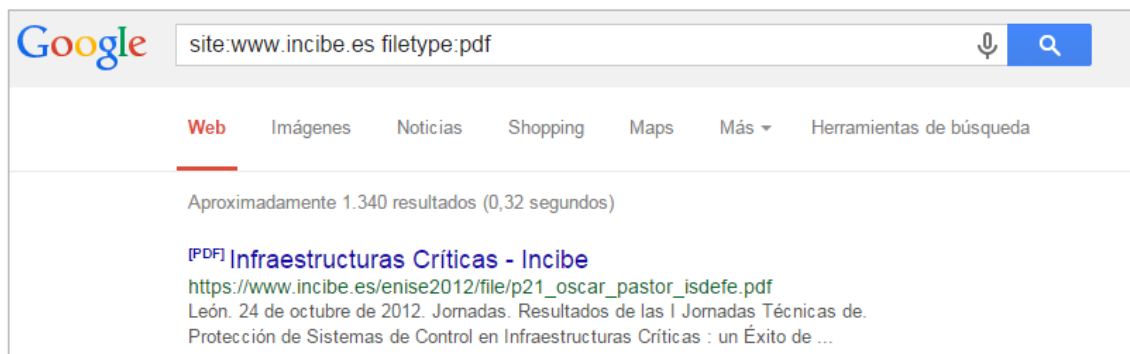 Google site:www.incibe.es filetype:pdf
Web Imágenes Noticias Shopping Maps Más Herramientas de búsqueda
Aproximadamente 1.340 resultados (0,32 segundos)
[PDF] Infraestructuras Críticas - Incibe
https://www.incibe.es/enise2012/file/p21_oscar_pastor_isdefe.pdf
León. 24 de octubre de 2012. Jornadas. Resultados de las I Jornadas Técnicas de.
Protección de Sistemas de Control en Infraestructuras Críticas : un Éxito de ...